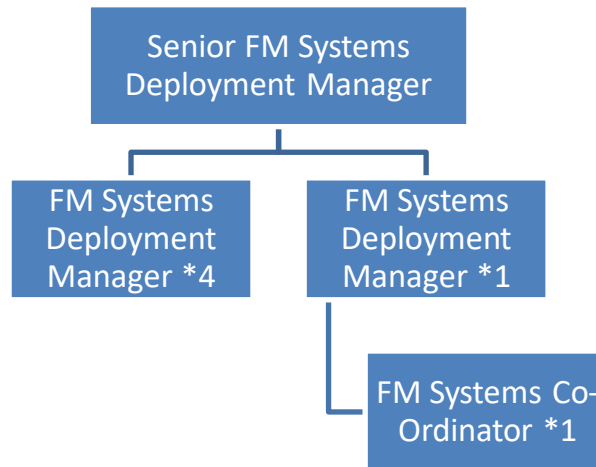 Senior FM Systems
Deployment Manager
FM Systems
Deployment
Manager *4
FM Systems
Deployment
Manager *1
FM Systems Co-
Ordinator *1